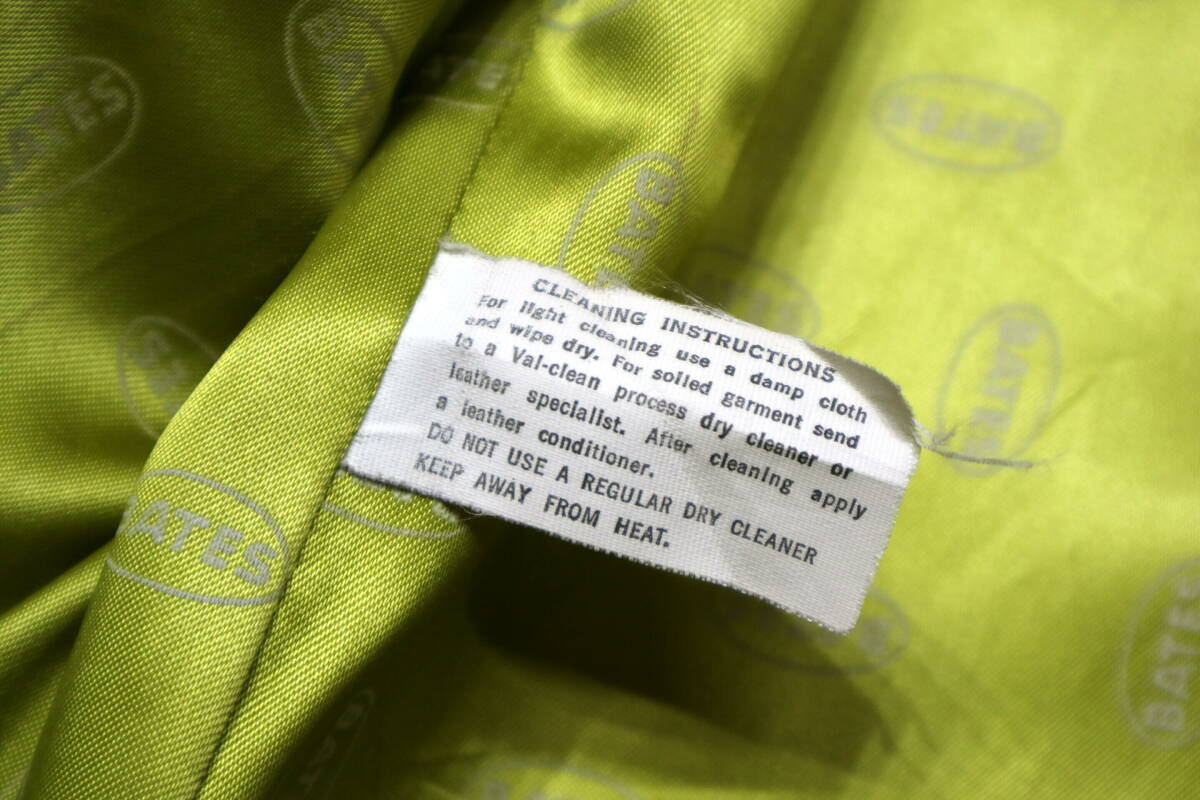 CLEANING INSTRUCTIONS
For light cleaning use a damp cloth
and wipe dry. For soiled garment send
to a Val-clean process dry cleaner or
leather specialist. After cleaning apply
a leather conditioner.
DO NOT USE A REGULAR DRY CLEANER
KEEP AWAY FROM HEAT.
BATES
BATES
BATES
BATES
BATES
BATES
BATES